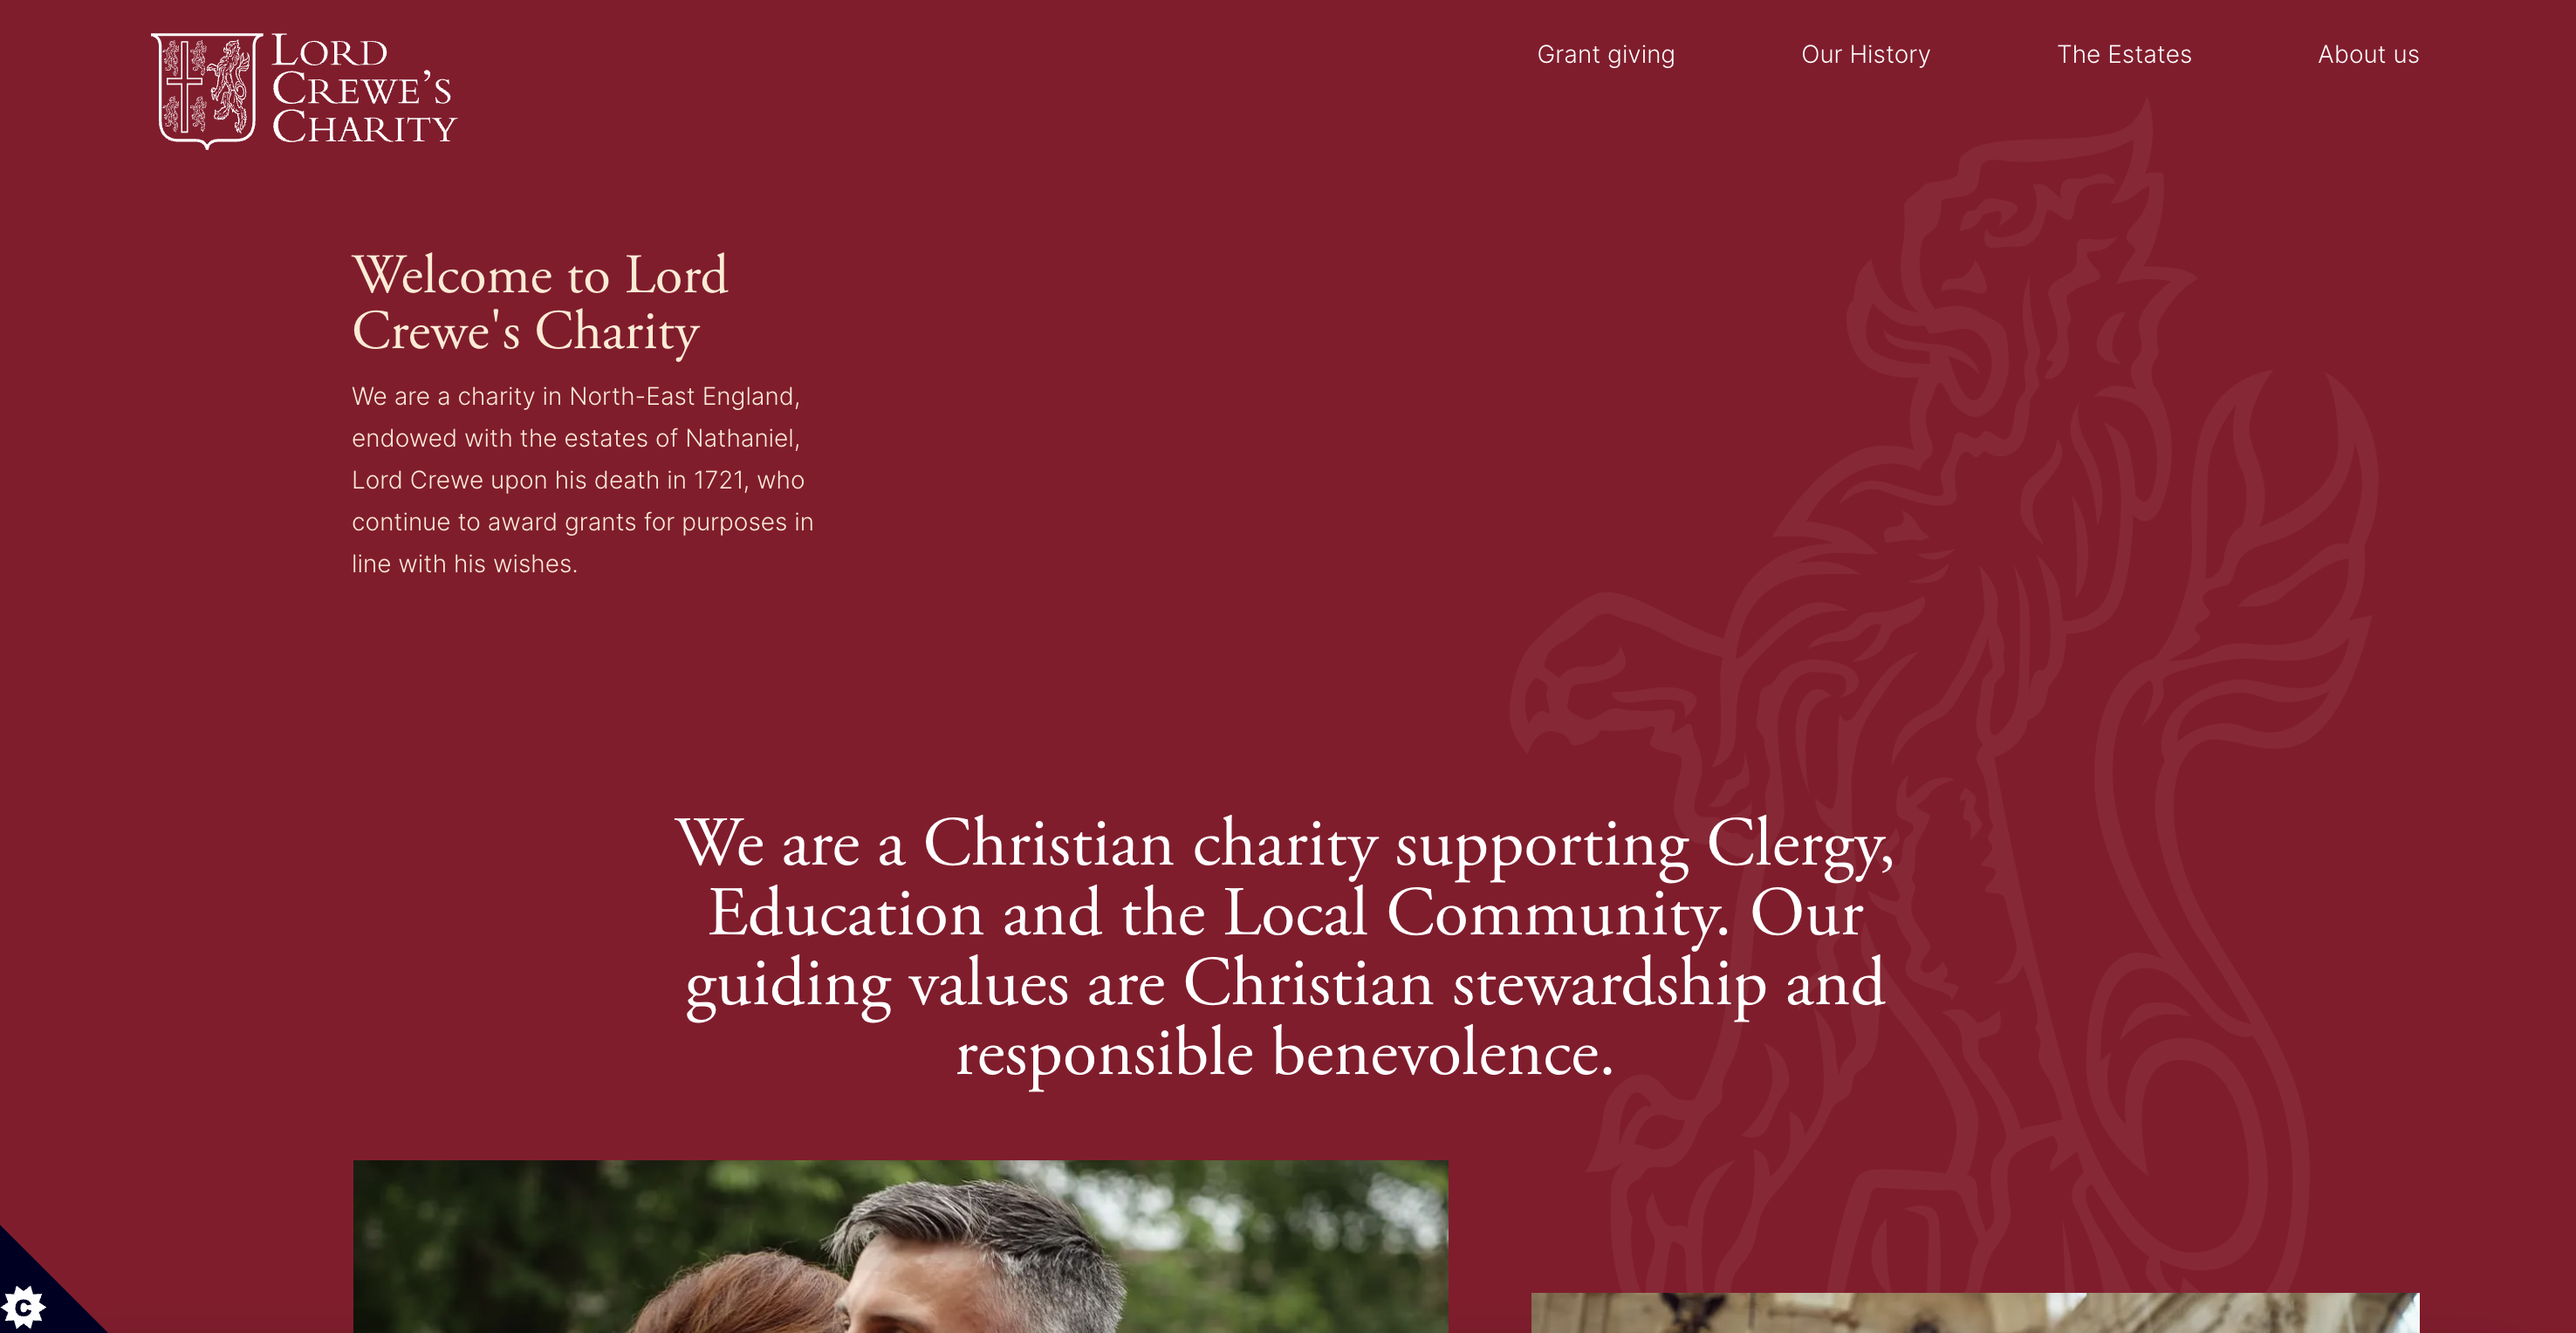 LORD
CREWE’S
CHARITY
Grant giving
Our History
The Estates
About us
Welcome to Lord
Crewe's Charity
We are a charity in North-East England,
endowed with the estates of Nathaniel,
Lord Crewe upon his death in 1721, who
continue to award grants for purposes in
line with his wishes.
We are a Christian charity supporting Clergy,
Education and the Local Community. Our
guiding values are Christian stewardship and
responsible benevolence.
C